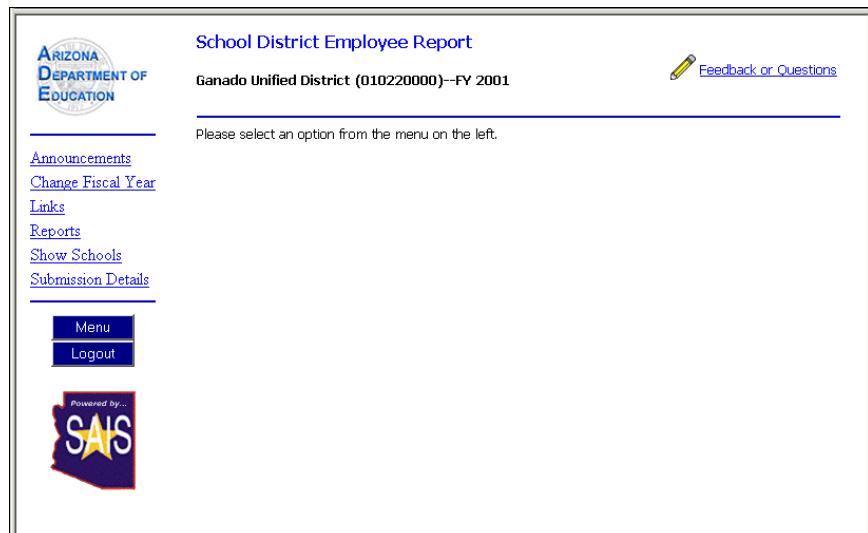 ARIZONA
DEPARTMENT OF
EDUCATION
School District Employee Report
Ganado Unified District (010220000)--FY 2001
Feedback or Questions
Please select an option from the menu on the left.
Announcements
Change Fiscal Year
Links
Reports
Show Schools
Submission Details
Menu
Logout
Powered by...
SAIS